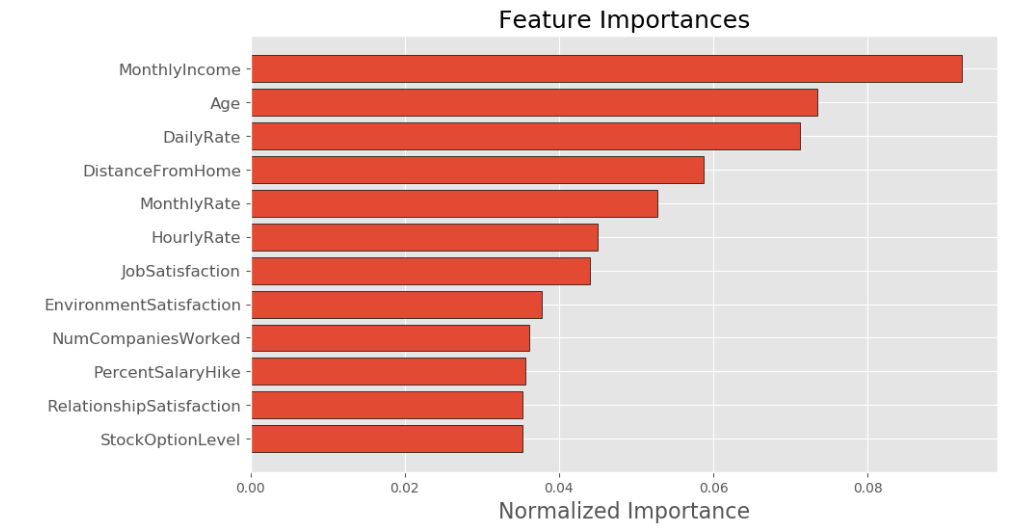 Feature Importances
MonthlyIncome
Age
DailyRate
DistanceFromHome
MonthlyRate
HourlyRate
JobSatisfaction
EnvironmentSatisfaction
NumCompaniesWorked
PercentSalaryHike
RelationshipSatisfaction
StockOptionLevel
0.00 0.02 0.04 0.06 0.08
Normalized Importance